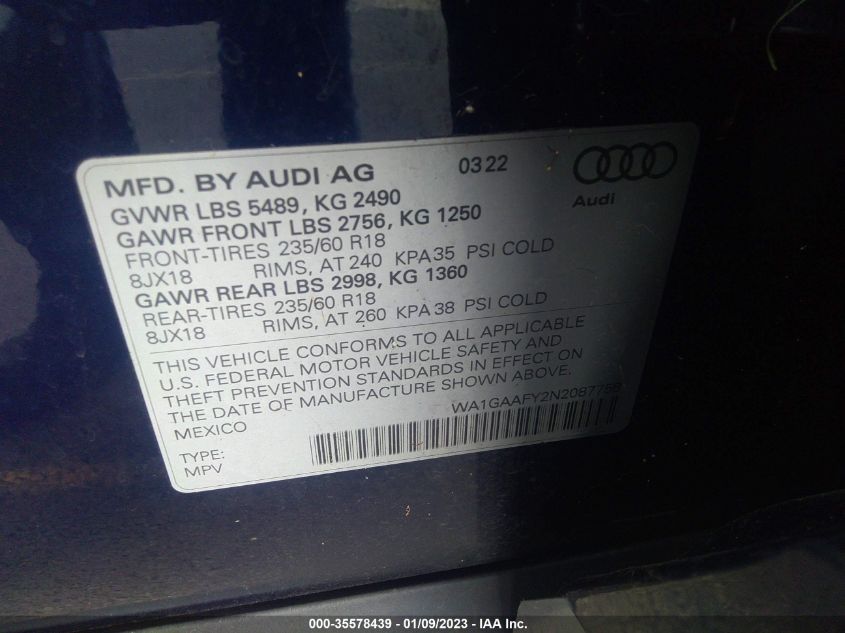 MFD. BY AUDI AG 0322
GVWR LBS 5489, KG 2490
GAWR FRONT LBS 2756, KG 1250
FRONT-TIRES 235/60 R18
8JX18 RIMS, AT 240 KPA35 PSI COLD
GAWR REAR LBS 2998, KG 1360
REAR-TIRES 235/60 R18
8JX18 RIMS, AT 260 KPA38 PSI COLD
Audi
THIS VEHICLE CONFORMS TO ALL APPLICABLE
U.S. FEDERAL MOTOR VEHICLE SAFETY AND
THEFT PREVENTION STANDARDS IN EFFECT ON
THE DATE OF MANUFACTURE SHOWN ABOVE.
MEXICO WA1GAAFY2N2087758
TYPE:
MPV
000-35578439 - 01/09/2023 - © IAA Inc.